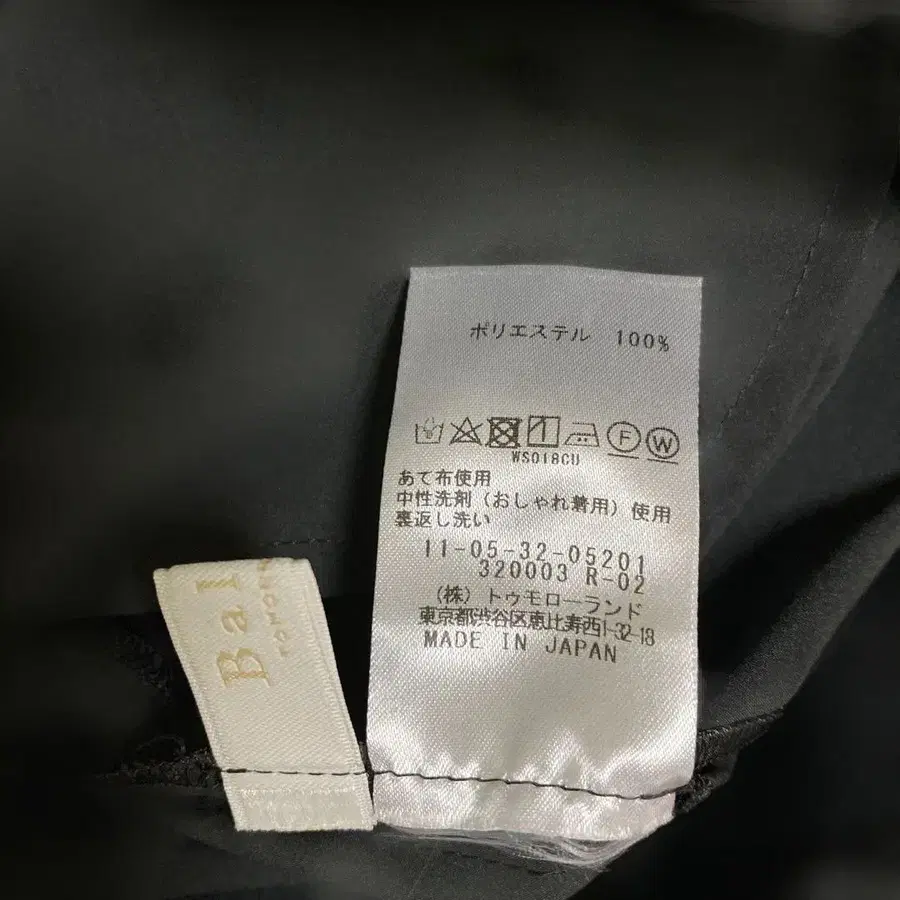 ポリエステル 100%
WS018CU
あて布使用
中性洗剤（おしゃれ着用）使用
裏返し洗い
11-05-32-05201
320003 R-02
（株）トゥモローランド
東京都渋谷区恵比寿西1-32-18
MADE IN JAPAN